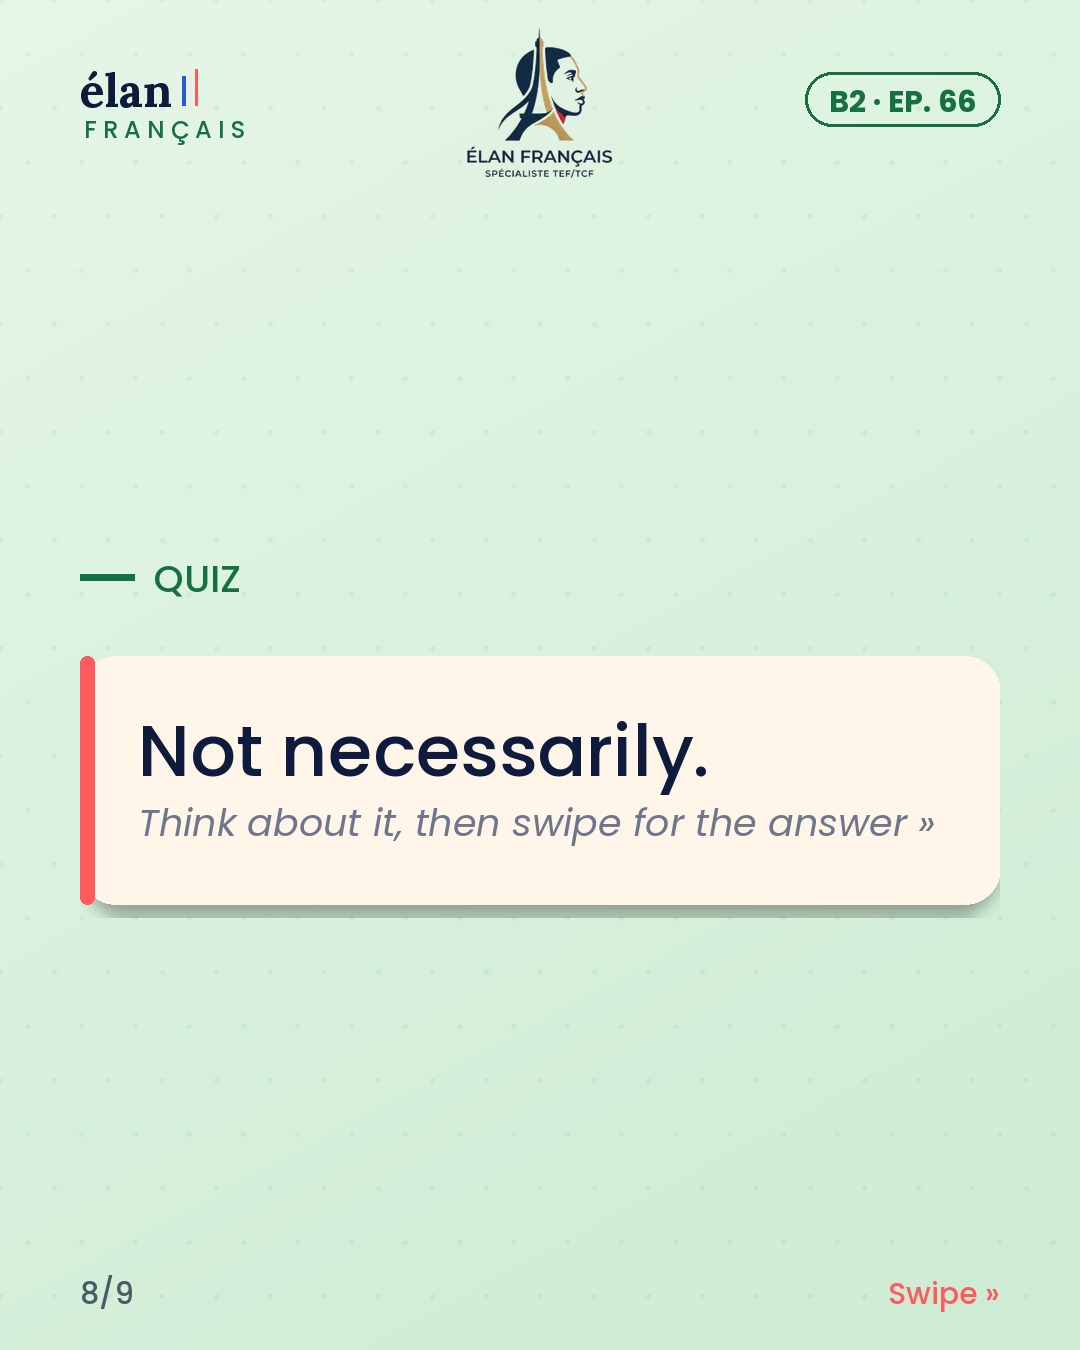 élan
FRANÇAIS
ÉLAN FRANÇAIS
SPÉCIALISTE TEF/TCF
B2 · EP. 66
QUIZ
Not necessarily.
Think about it, then swipe for the answer »
8/9
Swipe »